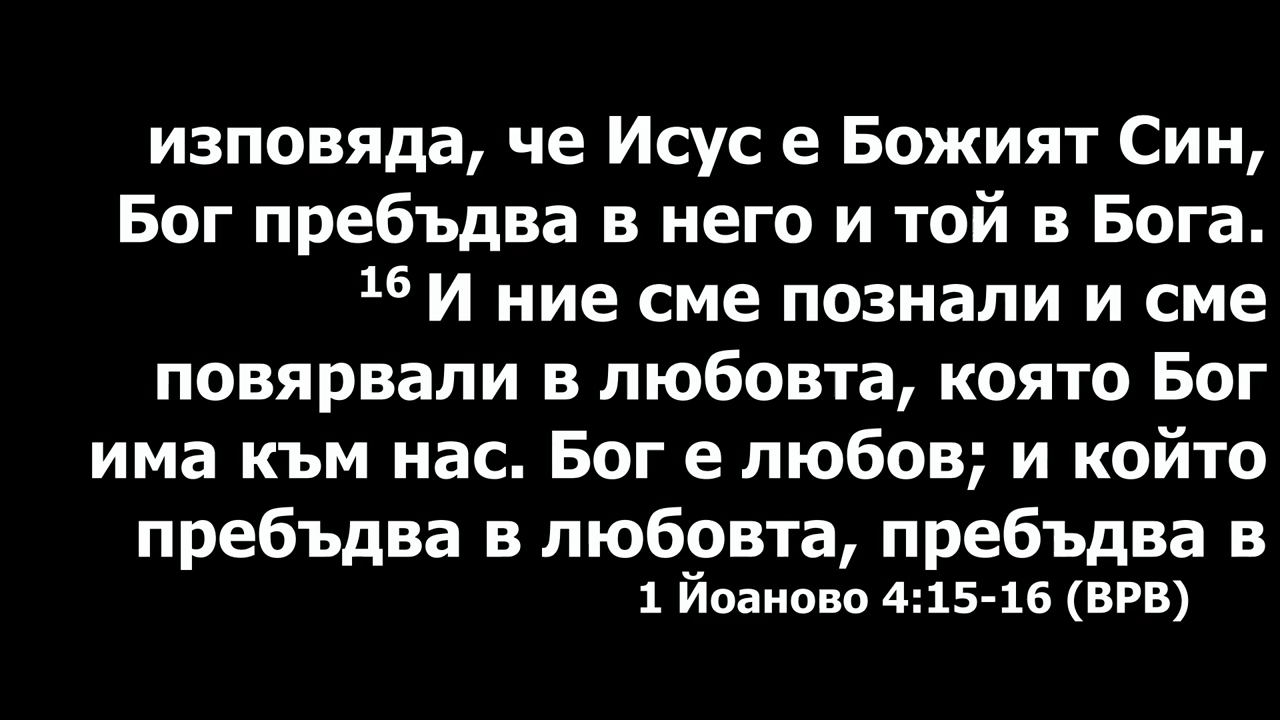 изповяда, че Исус е Божият Син,
Бог пребъдва в него и той в Бога.
16 И ние сме познали и сме
повярвали в любовта, която Бог
има към нас. Бог е любов; и който
пребъдва в любовта, пребъдва в
1 Йоаново 4:15-16 (ВРВ)